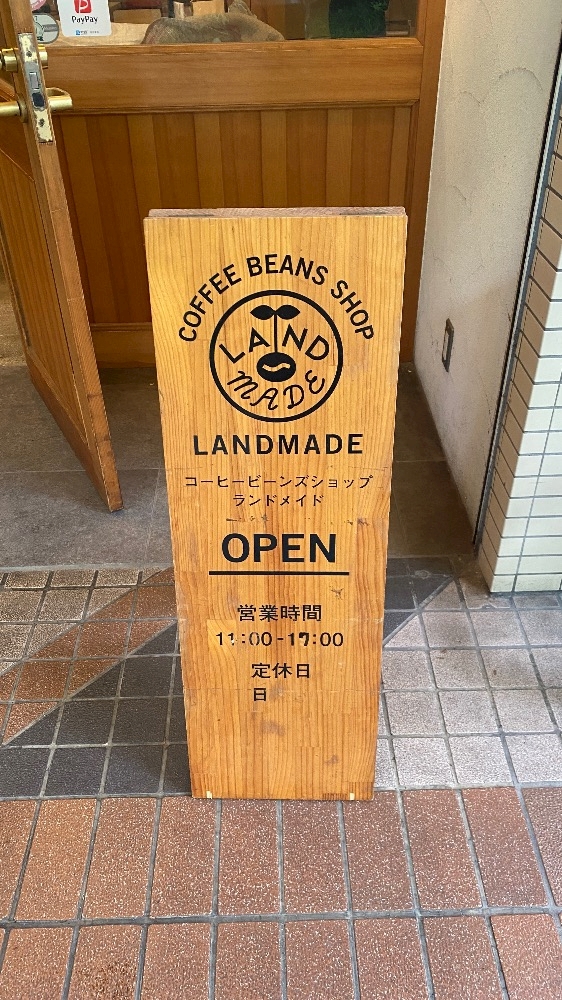 PayPay
COFFEE BEANS SHOP
LAND
MADE
LANDMADE
コーヒービーンズショップ
ランドメイド
OPEN
営業時間
11:00-17:00
定休日
日